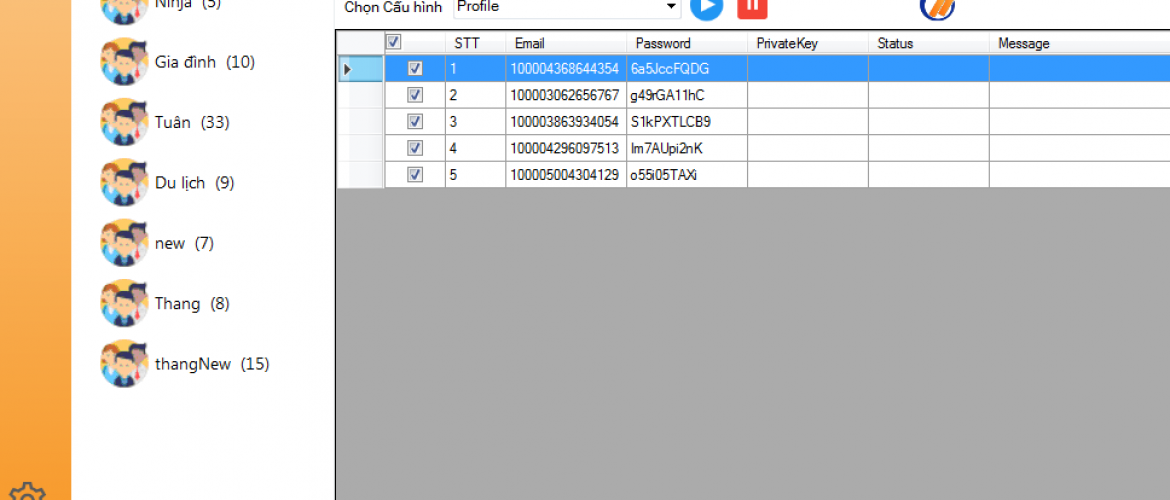 Ninja (5)
Gia đình (10)
Tuân (33)
Du lịch (9)
new (7)
Thang (8)
thangNew (15)
Chọn Cấu hình Profile
STT Email Password PrivateKey Status Message
1 100004368644354 6a5JccFQDG
2 100003062656767 g49rGA11hC
3 100003863934054 S1kPXTLCB9
4 100004296097513 Im7AUpi2nK
5 100005004304129 o55i05TAXi